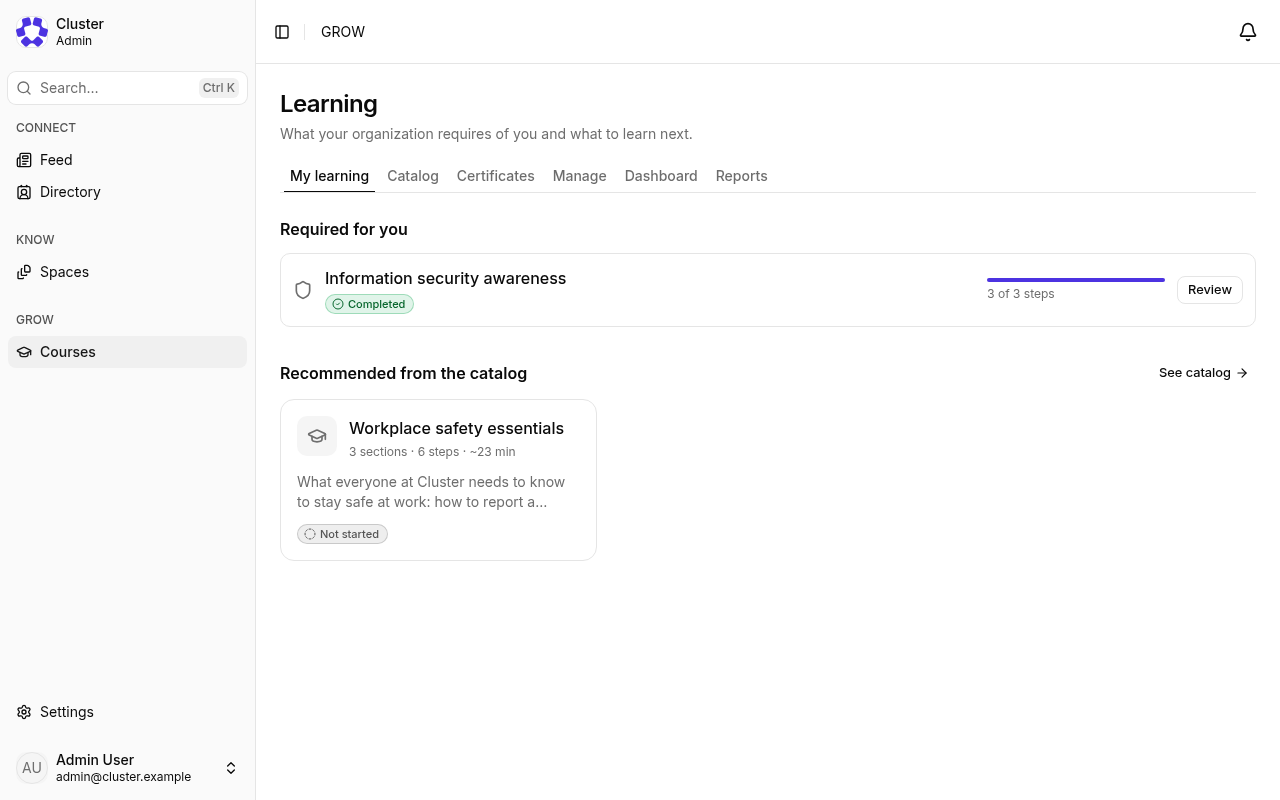 Cluster
Admin
Search...
Ctrl K
CONNECT
Feed
Directory
KNOW
Spaces
GROW
Courses
Settings
AU
Admin User
admin@cluster.example
GROW
Learning
What your organization requires of you and what to learn next.
My learning Catalog Certificates Manage Dashboard Reports
Required for you
Information security awareness
Completed
3 of 3 steps
Review
Recommended from the catalog
See catalog
Workplace safety essentials
3 sections · 6 steps · ~23 min
What everyone at Cluster needs to know
to stay safe at work: how to report a...
Not started